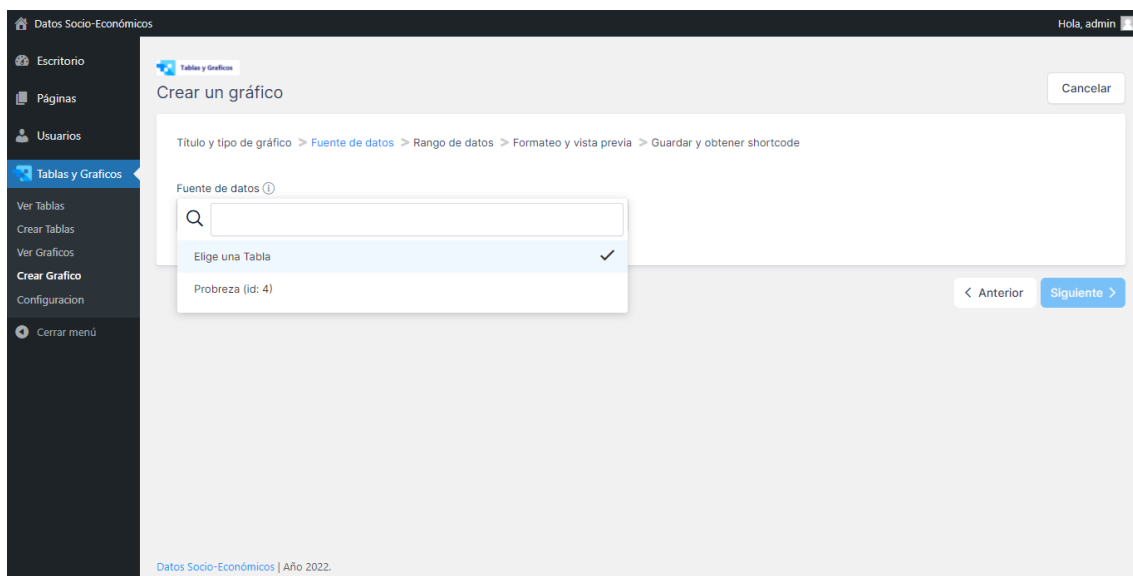 Datos Socio-Económicos
Hola, admin
Escritorio
Páginas
Usuarios
Tablas y Graficos
Ver Tablas
Crear Tablas
Ver Graficos
Crear Grafico
Configuracion
Cerrar menú
Tablas y Graficos
Crear un gráfico
Cancelar
Título y tipo de gráfico > Fuente de datos > Rango de datos > Formateo y vista previa > Guardar y obtener shortcode
Fuente de datos
Elige una Tabla
Probreza (id: 4)
< Anterior
Siguiente >
Datos Socio-Económicos | Año 2022.